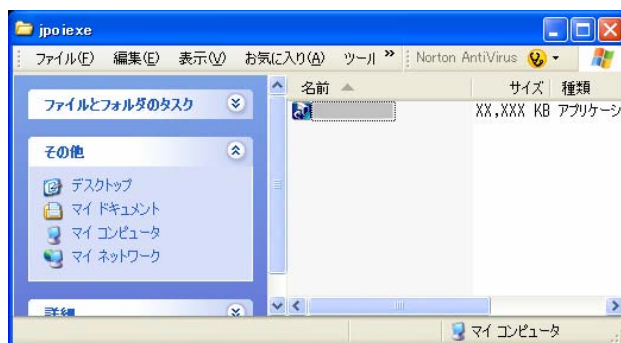 jpoiexe
ファイル(F) 編集(E) 表示(V) お気に入り(A) ツール » Norton AntiVirus
名前 サイズ 種類
ファイルとフォルダのタスク
XX,XXX KB アプリケーシ
その他
デスクトップ
マイ ドキュメント
マイ コンピュータ
マイ ネットワーク
詳細
マイ コンピュータ